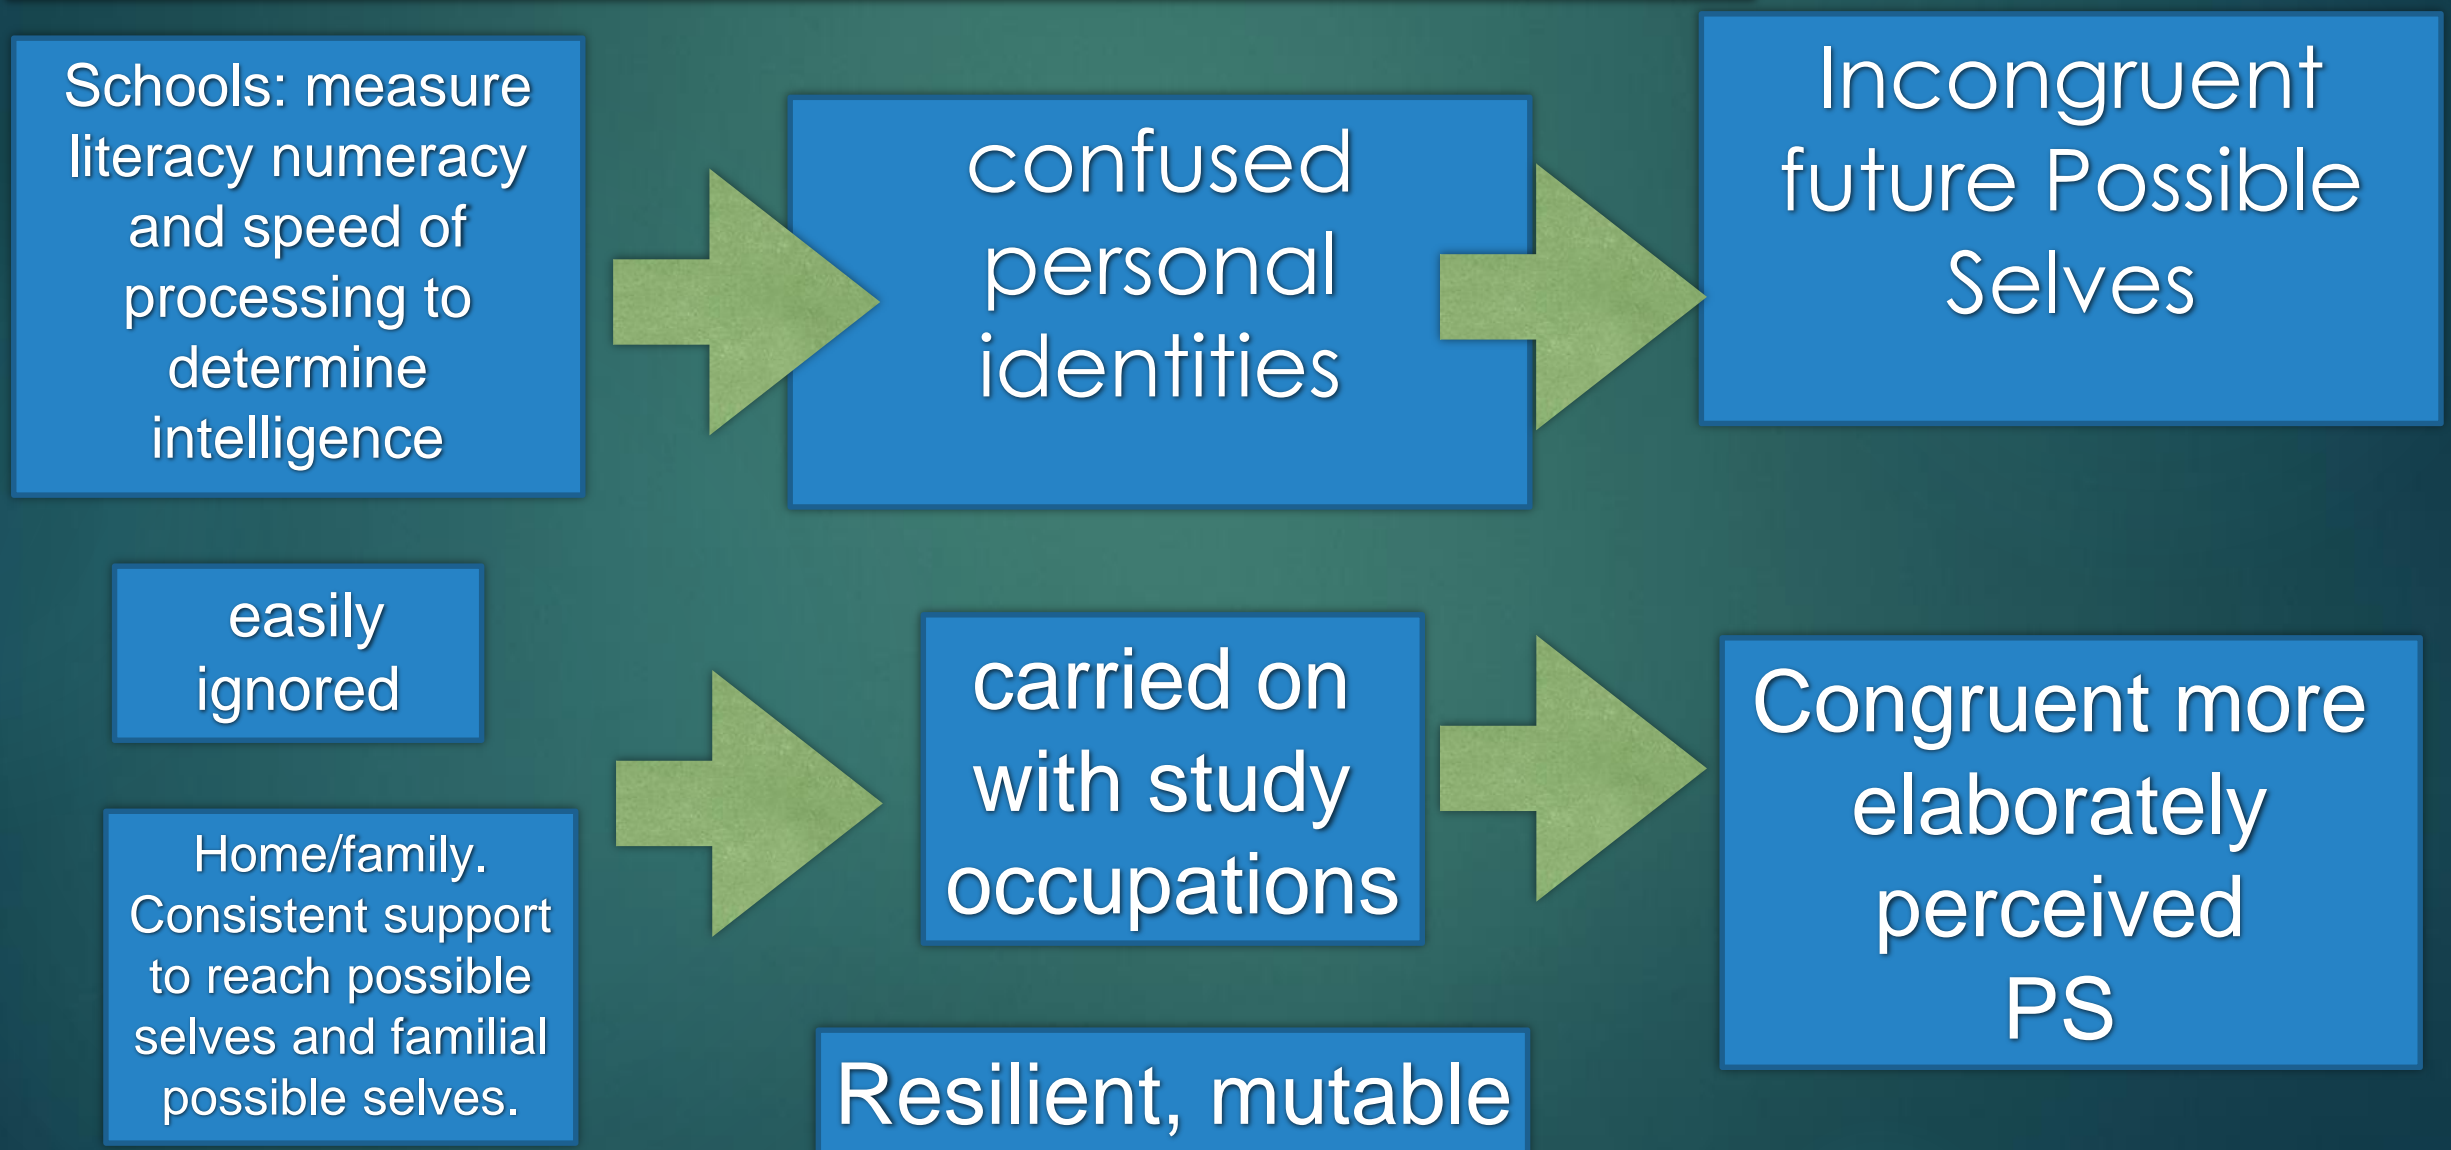 Schools: measure
literacy numeracy
and speed of
processing to
determine
intelligence
confused
personal
identities
Incongruent
future Possible
Selves
easily
ignored
Home/family.
Consistent support
to reach possible
selves and familial
possible selves.
carried on
with study
occupations
Congruent more
elaborately
perceived
PS
Resilient, mutable